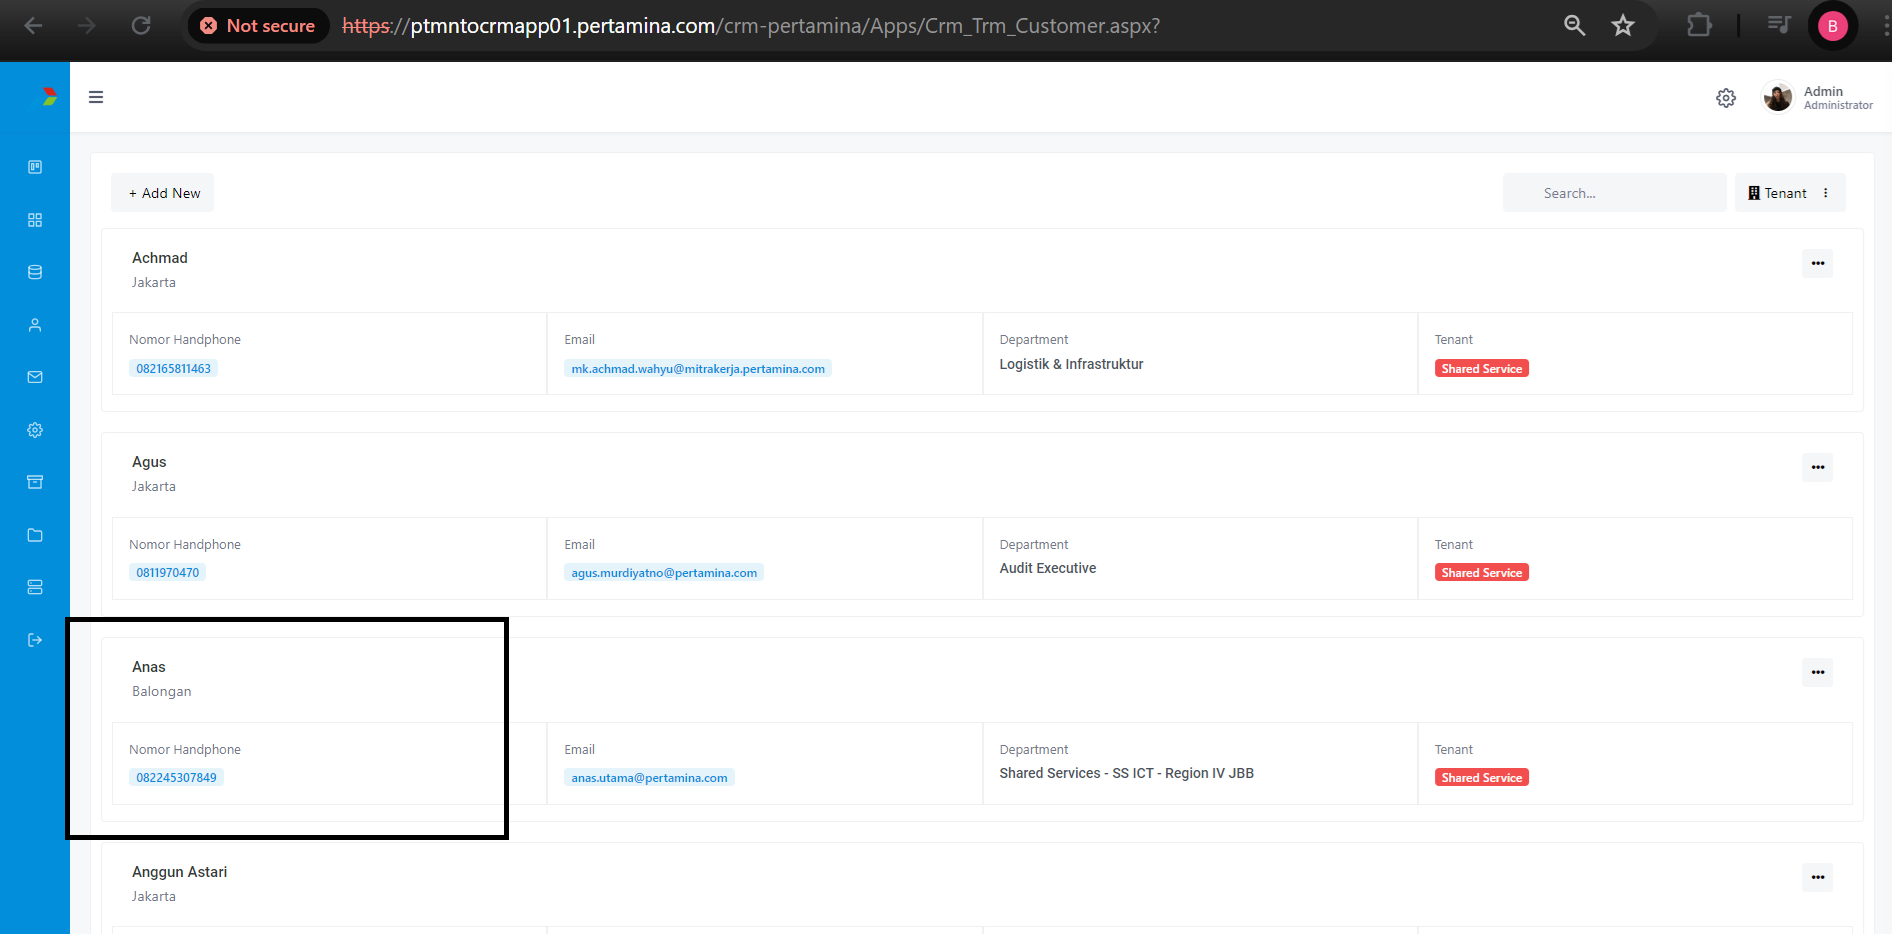 Not secure
https://ptmntocrmapp01.pertamina.com/crm-pertamina/Apps/Crm_Trm_Customer.aspx?
B
Admin
Administrator
+ Add New
Search...
Tenant
Achmad
Jakarta
Nomor Handphone
082165811463
Email
mk.achmad.wahyu@mitrakerja.pertamina.com
Department
Logistik & Infrastruktur
Tenant
Shared Service
Agus
Jakarta
Nomor Handphone
0811970470
Email
agus.murdiyatno@pertamina.com
Department
Audit Executive
Tenant
Shared Service
Anas
Balongan
Nomor Handphone
082245307849
Email
anas.utama@pertamina.com
Department
Shared Services - SS ICT - Region IV JBB
Tenant
Shared Service
Anggun Astari
Jakarta